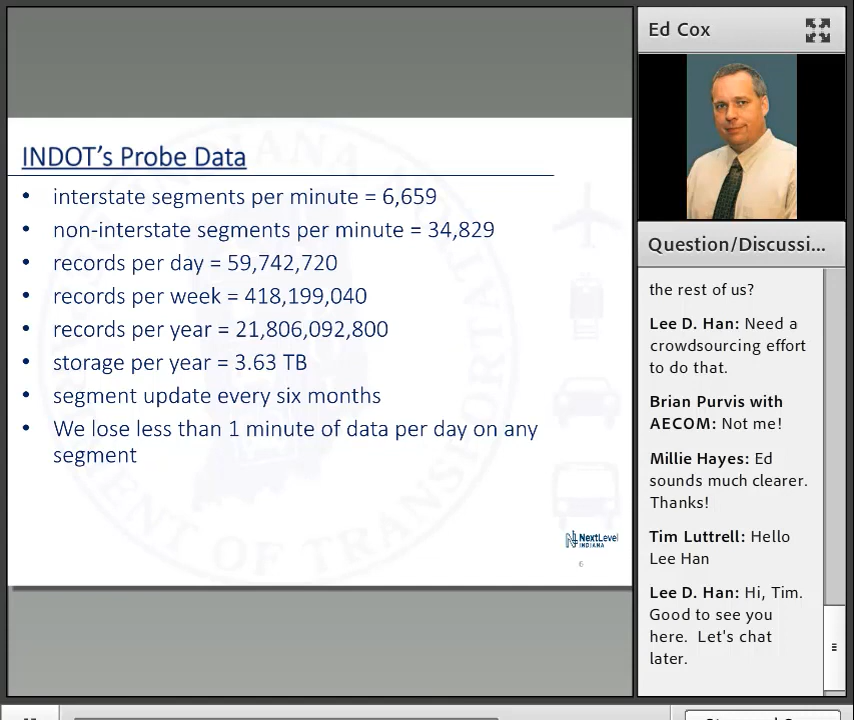 INDOT's Probe Data
• interstate segments per minute = 6,659
• non-interstate segments per minute = 34,829
• records per day = 59,742,720
• records per week = 418,199,040
• records per year = 21,806,092,800
• storage per year = 3.63 TB
• segment update every six months
• We lose less than 1 minute of data per day on any
segment
NextLevel
INDIANA
6
Ed Cox
Question/Discussi...
the rest of us?
Lee D. Han: Need a
crowdsourcing effort
to do that.
Brian Purvis with
AECOM: Not me!
Millie Hayes: Ed
sounds much clearer.
Thanks!
Tim Luttrell: Hello
Lee Han
Lee D. Han: Hi, Tim.
Good to see you
here. Let's chat
later.